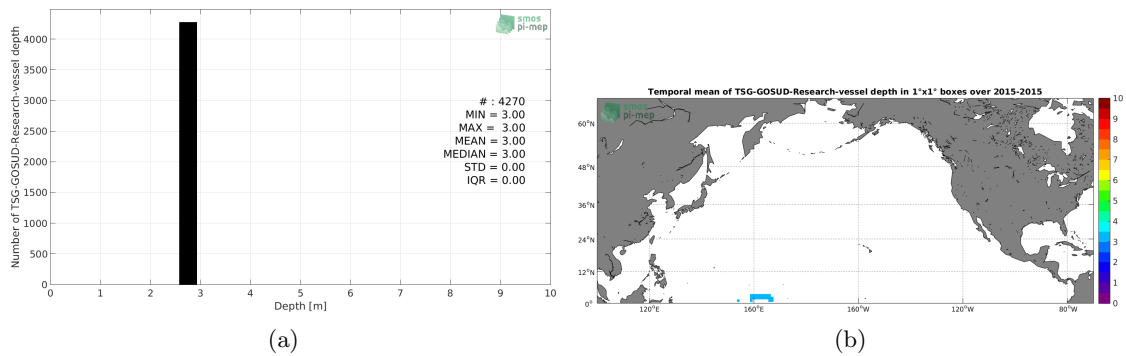 smos
pi-mep
Number of TSG-GOSUD-Research-vessel depth
4000
3500
3000
2500
2000
1500
1000
500
0
# : 4270
MIN = 3.00
MAX = 3.00
MEAN = 3.00
MEDIAN = 3.00
STD = 0.00
IQR = 0.00
0 1 2 3 4 5 6 7 8 9 10
Depth [m]
(a)
Temporal mean of TSG-GOSUD-Research-vessel depth in 1°x1° boxes over 2015-2015
smos
pi-mep
60°N
48°N
36°N
24°N
12°N
0°
120°E 160°E 160°W 120°W 80°W
10
9
8
7
6
5
4
3
2
1
0
(b)